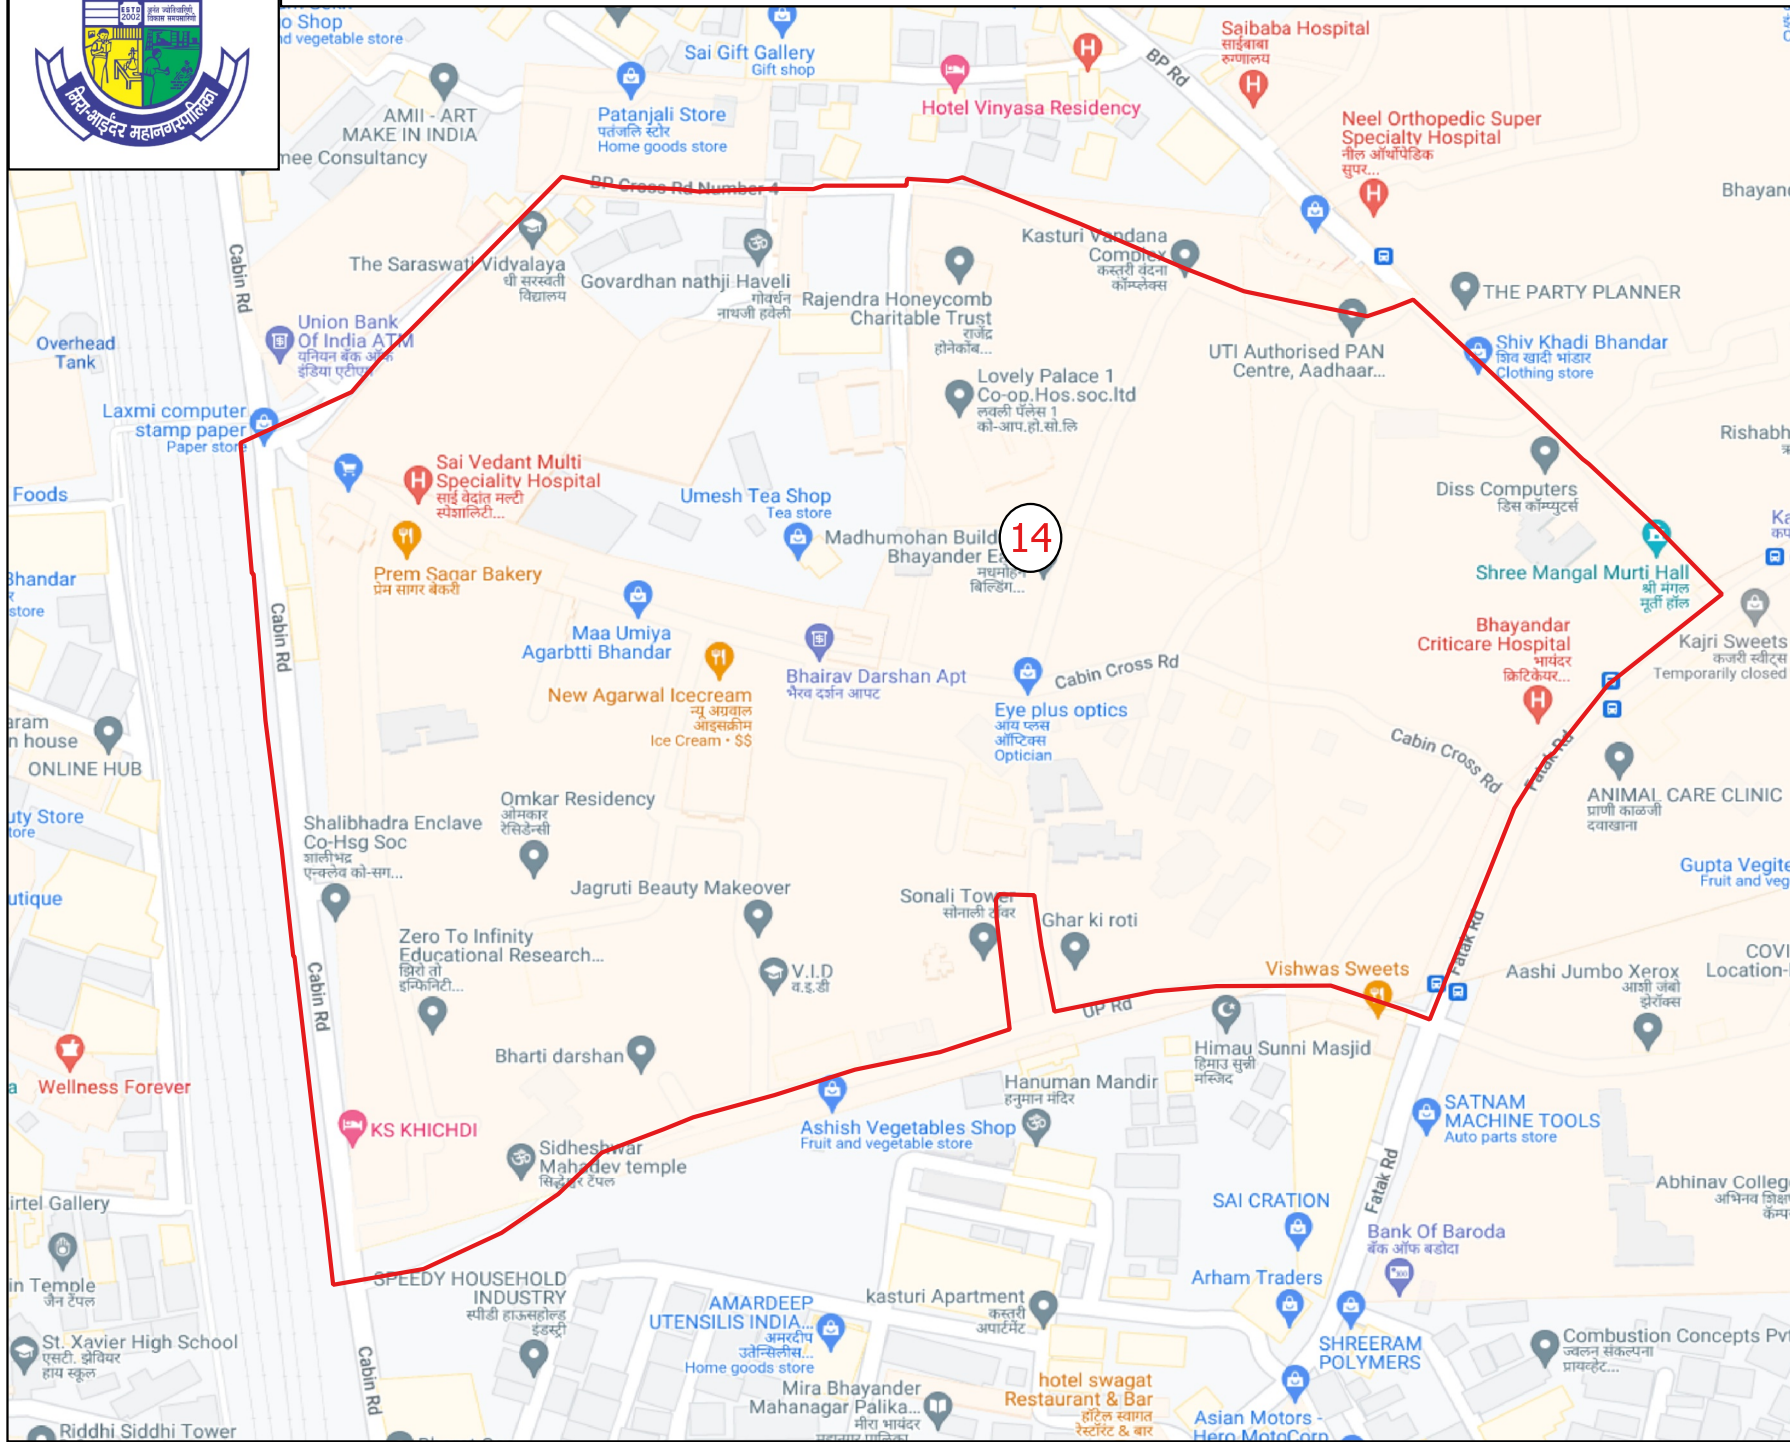 ESTD
2002
मिरा-भाईंदर महानगरपालिका
Shop
nd vegetable store
Sai Gift Gallery
Gift shop
AMII - ART
MAKE IN INDIA
mee Consultancy
Patanjali Store
पतंजलि स्टोर
Home goods store
Hotel Vinyasa Residency
BP Rd
Saibaba Hospital
साईबाबा
रुग्णालय
Neel Orthopedic Super
Specialty Hospital
नील ऑर्थोपेडिक
सुपर...
Bhayand
BP Cross Rd Number 4
Cabin Rd
The Saraswati Vidyalaya
धी सरस्वती
विद्यालय
Govardhan nathji Haveli
गोवर्धन
नाथजी हवेली
Rajendra Honeycomb
Charitable Trust
राजेंद्र
होनेकोंब...
Kasturi Vandana
Complex
कस्तुरी वंदना
कॉम्प्लेक्स
THE PARTY PLANNER
Overhead
Tank
Union Bank
Of India ATM
यूनियन बँक ऑफ
इंडिया एटीएम
UTI Authorised PAN
Centre, Aadhaar...
Shiv Khadi Bhandar
शिव खादी भांडार
Clothing store
Lovely Palace 1
Co-op.Hos.soc.ltd
लवली पॅलेस 1
को-आप.हो.सो.लि
Laxmi computer
stamp paper
Paper store
Rishabh
Foods
Sai Vedant Multi
Speciality Hospital
साई वेदांत मल्टी
स्पेशालिटी...
Umesh Tea Shop
Tea store
Diss Computers
डिस कॉम्प्युटर्स
Madhumohan Build
Bhayander Ea
मधुमोहन
बिल्डिंग...
14
Prem Sagar Bakery
प्रेम सागर बेकरी
Shree Mangal Murti Hall
श्री मंगल
मूर्ती हॉल
Bhandar
store
Cabin Rd
Maa Umiya
Agarbtti Bhandar
Bhayandar
Criticare Hospital
भायंदर
क्रिटिकेयर...
Kajri Sweets
कजरी स्वीट्स
Temporarily closed
Bhairav Darshan Apt
भैरव दर्शन आपट
Cabin Cross Rd
New Agarwal Icecream
न्यू अग्रवाल
आइसक्रीम
Ice Cream • $$
Eye plus optics
आय प्लस
ऑप्टिक्स
Optician
aram
n house
ONLINE HUB
Cabin Cross Rd
Fatak Rd
ANIMAL CARE CLINIC
प्राणी काळजी
दवाखाना
Omkar Residency
ओमकार
रेसिडेन्सी
uty Store
tore
Shalibhadra Enclave
Co-Hsg Soc
शालीभद्र
एन्क्लेव को-सग...
Gupta Vegite
Fruit and veg
Jagruti Beauty Makeover
utique
Sonali Tower
सोनाली टॉवर
Ghar ki roti
Zero To Infinity
Educational Research...
झिरो तो
इन्फिनिटी...
V.I.D
व.इ.डी
Vishwas Sweets
Fatak Rd
Aashi Jumbo Xerox
आशी जंबो
झेरॉक्स
COVI
Location-
Cabin Rd
UP Rd
Bharti darshan
Himau Sunni Masjid
हिमाउ सुन्नी
मस्जिद
Wellness Forever
Hanuman Mandir
हनुमान मंदिर
KS KHICHDI
Ashish Vegetables Shop
Fruit and vegetable store
SATNAM
MACHINE TOOLS
Auto parts store
Sidheshwar
Mahadev temple
सिद्धेश्वर टेंपल
Fatak Rd
Abhinav Colleg
अभिनव शिक्ष
कॅम्प
irtel Gallery
SAI CRATION
Bank Of Baroda
बँक ऑफ बडोदा
in Temple
जैन टेंपल
SPEEDY HOUSEHOLD
INDUSTRY
स्पीडी हाऊसहोल्ड
इंडस्ट्री
AMARDEEP
UTENSILIS INDIA...
अमरदीप
उतेन्सिलीस...
Home goods store
kasturi Apartment
कस्तुरी
अपार्टमेंट
Arham Traders
SHREERAM
POLYMERS
St. Xavier High School
एसटी. झेवियर
हाय स्कूल
Combustion Concepts Pvt
ज्वलन संकल्पना
प्रायव्हेट...
Cabin Rd
Mira Bhayander
Mahanagar Palika...
मीरा भायंदर
महानगर पालिका
hotel swagat
Restaurant & Bar
हॉटेल स्वागत
रेस्टॉरंट & बार
Asian Motors -
Hero MotoCorp
Riddhi Siddhi Tower